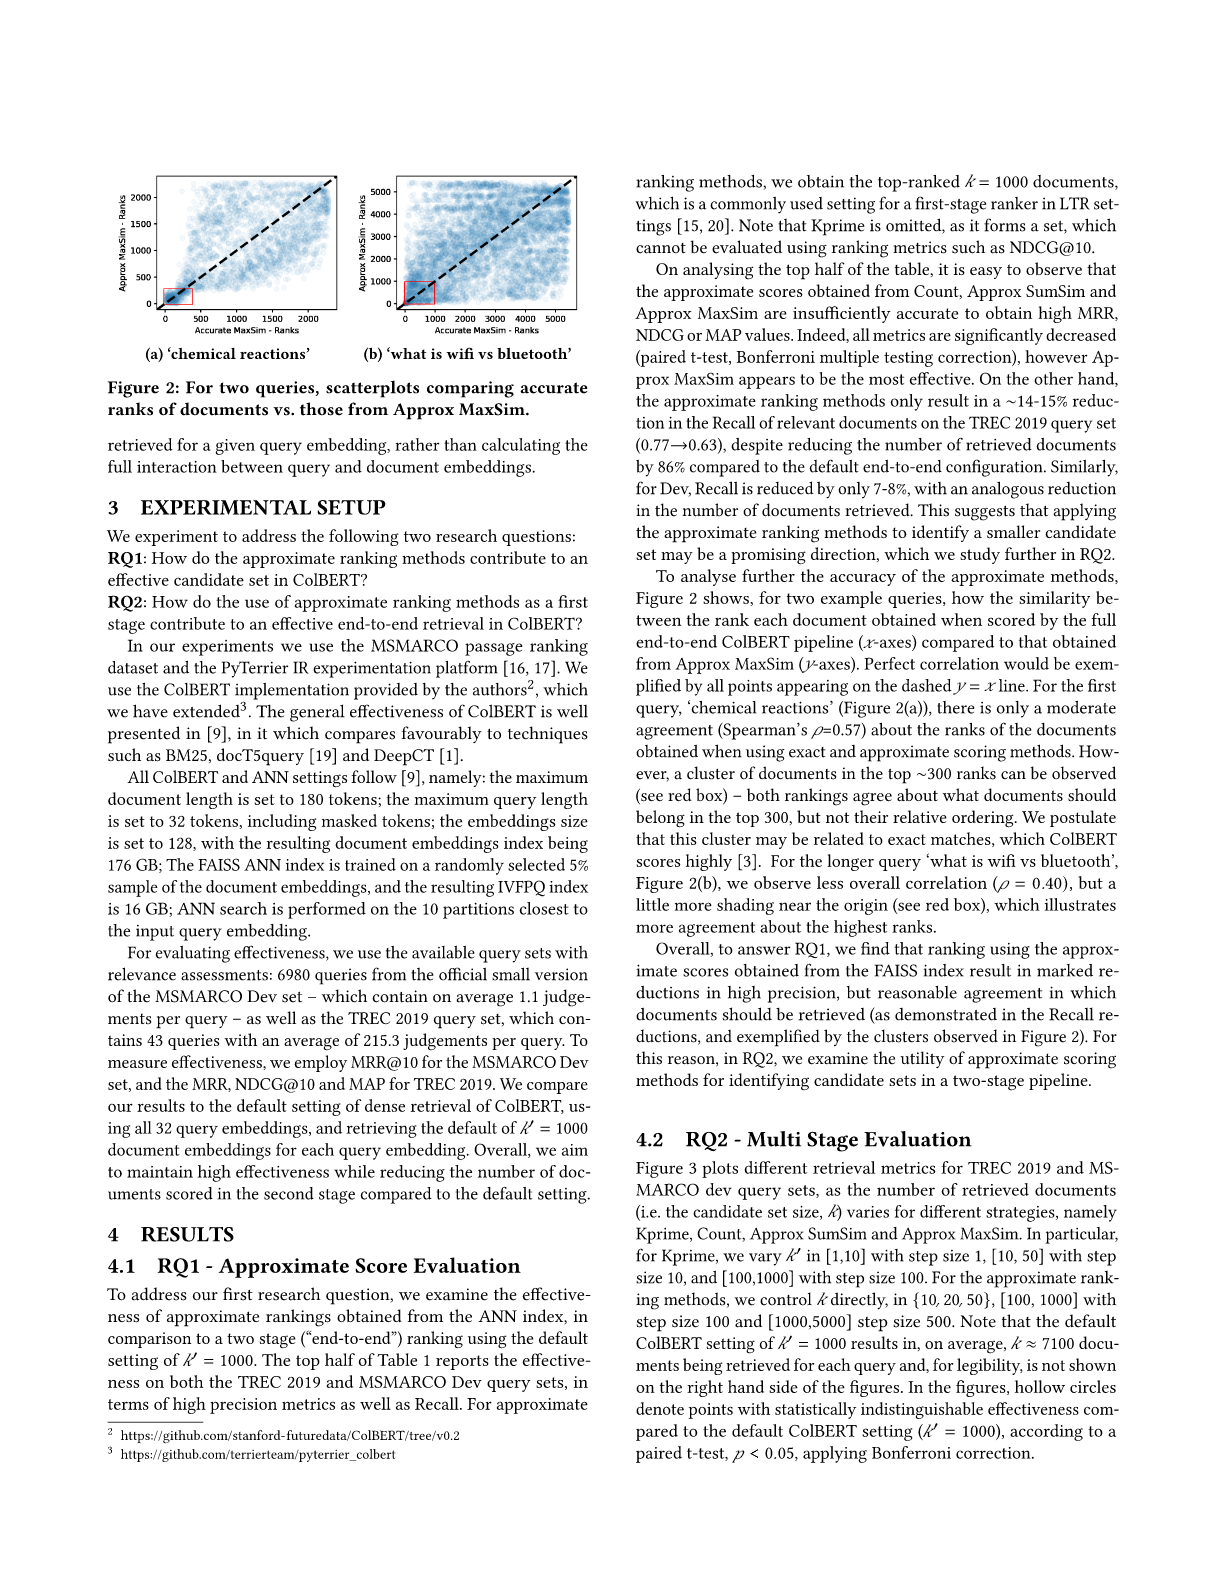 2000
1500
1000
500
0
Approx MaxSim - Ranks
0 500 1000 1500 2000
Accurate MaxSim - Ranks
5000
4000
3000
2000
1000
0
Approx MaxSim - Ranks
0 1000 2000 3000 4000 5000
Accurate MaxSim - Ranks
(a) ‘chemical reactions’
(b) ‘what is wifi vs bluetooth’
Figure 2: For two queries, scatterplots comparing accurate
ranks of documents vs. those from Approx MaxSim.
retrieved for a given query embedding, rather than calculating the
full interaction between query and document embeddings.
3 EXPERIMENTAL SETUP
We experiment to address the following two research questions:
RQ1: How do the approximate ranking methods contribute to an
effective candidate set in ColBERT?
RQ2: How do the use of approximate ranking methods as a first
stage contribute to an effective end-to-end retrieval in ColBERT?
In our experiments we use the MSMARCO passage ranking
dataset and the PyTerrier IR experimentation platform [16, 17]. We
use the ColBERT implementation provided by the authors2, which
we have extended3. The general effectiveness of ColBERT is well
presented in [9], in it which compares favourably to techniques
such as BM25, docT5query [19] and DeepCT [1].
All ColBERT and ANN settings follow [9], namely: the maximum
document length is set to 180 tokens; the maximum query length
is set to 32 tokens, including masked tokens; the embeddings size
is set to 128, with the resulting document embeddings index being
176 GB; The FAISS ANN index is trained on a randomly selected 5%
sample of the document embeddings, and the resulting IVFPQ index
is 16 GB; ANN search is performed on the 10 partitions closest to
the input query embedding.
For evaluating effectiveness, we use the available query sets with
relevance assessments: 6980 queries from the official small version
of the MSMARCO Dev set – which contain on average 1.1 judge-
ments per query – as well as the TREC 2019 query set, which con-
tains 43 queries with an average of 215.3 judgements per query. To
measure effectiveness, we employ MRR@10 for the MSMARCO Dev
set, and the MRR, NDCG@10 and MAP for TREC 2019. We compare
our results to the default setting of dense retrieval of ColBERT, us-
ing all 32 query embeddings, and retrieving the default of k′ = 1000
document embeddings for each query embedding. Overall, we aim
to maintain high effectiveness while reducing the number of doc-
uments scored in the second stage compared to the default setting.
4 RESULTS
4.1 RQ1 - Approximate Score Evaluation
To address our first research question, we examine the effective-
ness of approximate rankings obtained from the ANN index, in
comparison to a two stage (“end-to-end”) ranking using the default
setting of k′ = 1000. The top half of Table 1 reports the effective-
ness on both the TREC 2019 and MSMARCO Dev query sets, in
terms of high precision metrics as well as Recall. For approximate
2 https://github.com/stanford-futuredata/ColBERT/tree/v0.2
3 https://github.com/terrierteam/pyterrier_colbert
ranking methods, we obtain the top-ranked k = 1000 documents,
which is a commonly used setting for a first-stage ranker in LTR set-
tings [15, 20]. Note that Kprime is omitted, as it forms a set, which
cannot be evaluated using ranking metrics such as NDCG@10.
On analysing the top half of the table, it is easy to observe that
the approximate scores obtained from Count, Approx SumSim and
Approx MaxSim are insufficiently accurate to obtain high MRR,
NDCG or MAP values. Indeed, all metrics are significantly decreased
(paired t-test, Bonferroni multiple testing correction), however Ap-
prox MaxSim appears to be the most effective. On the other hand,
the approximate ranking methods only result in a ~14-15% reduc-
tion in the Recall of relevant documents on the TREC 2019 query set
(0.77→0.63), despite reducing the number of retrieved documents
by 86% compared to the default end-to-end configuration. Similarly,
for Dev, Recall is reduced by only 7-8%, with an analogous reduction
in the number of documents retrieved. This suggests that applying
the approximate ranking methods to identify a smaller candidate
set may be a promising direction, which we study further in RQ2.
To analyse further the accuracy of the approximate methods,
Figure 2 shows, for two example queries, how the similarity be-
tween the rank each document obtained when scored by the full
end-to-end ColBERT pipeline (x-axes) compared to that obtained
from Approx MaxSim (y-axes). Perfect correlation would be exem-
plified by all points appearing on the dashed y = x line. For the first
query, ‘chemical reactions’ (Figure 2(a)), there is only a moderate
agreement (Spearman’s ρ=0.57) about the ranks of the documents
obtained when using exact and approximate scoring methods. How-
ever, a cluster of documents in the top ~300 ranks can be observed
(see red box) – both rankings agree about what documents should
belong in the top 300, but not their relative ordering. We postulate
that this cluster may be related to exact matches, which ColBERT
scores highly [3]. For the longer query ‘what is wifi vs bluetooth’,
Figure 2(b), we observe less overall correlation (ρ = 0.40), but a
little more shading near the origin (see red box), which illustrates
more agreement about the highest ranks.
Overall, to answer RQ1, we find that ranking using the approx-
imate scores obtained from the FAISS index result in marked re-
ductions in high precision, but reasonable agreement in which
documents should be retrieved (as demonstrated in the Recall re-
ductions, and exemplified by the clusters observed in Figure 2). For
this reason, in RQ2, we examine the utility of approximate scoring
methods for identifying candidate sets in a two-stage pipeline.
4.2 RQ2 - Multi Stage Evaluation
Figure 3 plots different retrieval metrics for TREC 2019 and MS-
MARCO dev query sets, as the number of retrieved documents
(i.e. the candidate set size, k) varies for different strategies, namely
Kprime, Count, Approx SumSim and Approx MaxSim. In particular,
for Kprime, we vary k′ in [1,10] with step size 1, [10, 50] with step
size 10, and [100,1000] with step size 100. For the approximate rank-
ing methods, we control k directly, in {10, 20, 50}, [100, 1000] with
step size 100 and [1000,5000] step size 500. Note that the default
ColBERT setting of k′ = 1000 results in, on average, k ≈ 7100 docu-
ments being retrieved for each query and, for legibility, is not shown
on the right hand side of the figures. In the figures, hollow circles
denote points with statistically indistinguishable effectiveness com-
pared to the default ColBERT setting (k′ = 1000), according to a
paired t-test, p < 0.05, applying Bonferroni correction.